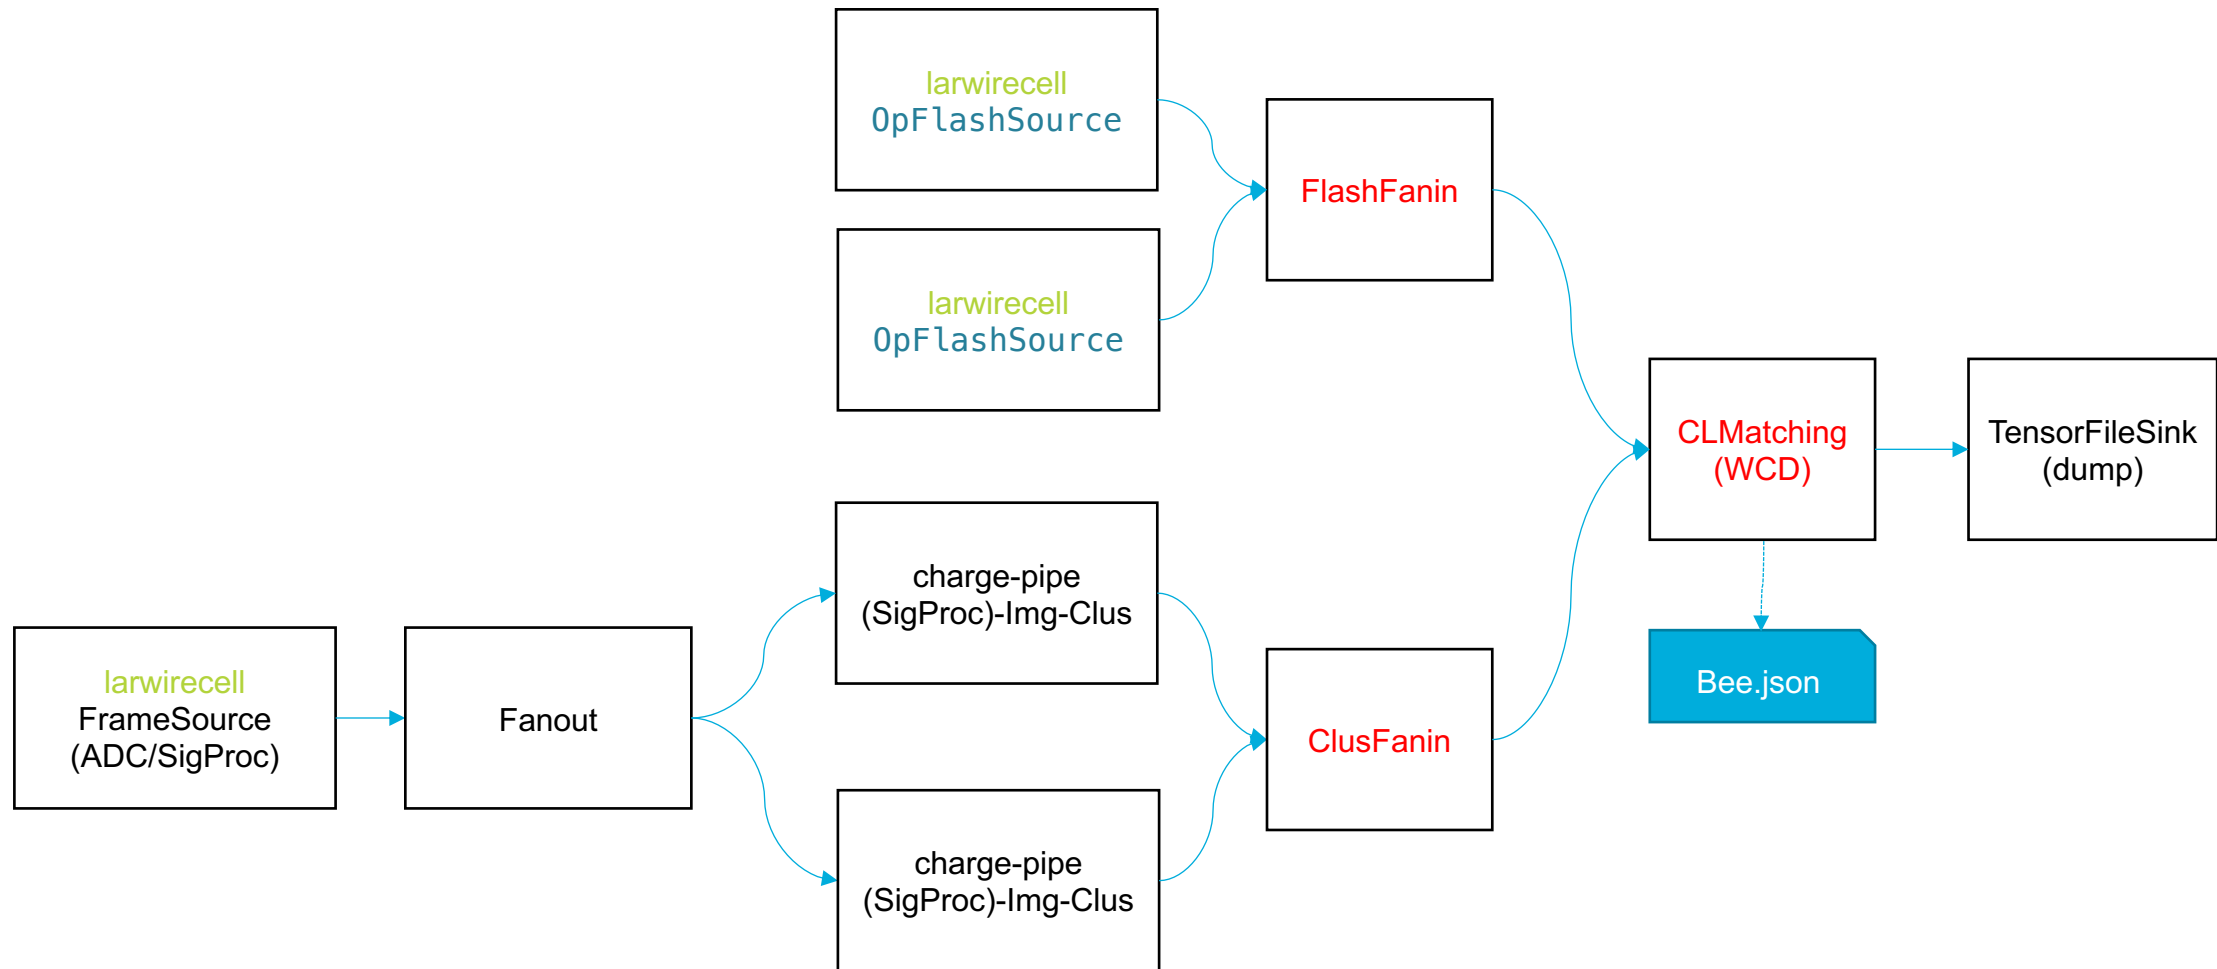 larwirecell
OpFlashSource
FlashFanin
larwirecell
OpFlashSource
CLMatching
(WCD)
TensorFileSink
(dump)
charge-pipe
(SigProc)-Img-Clus
larwirecell
FrameSource
(ADC/SigProc)
Fanout
ClusFanin
Bee.json
charge-pipe
(SigProc)-Img-Clus